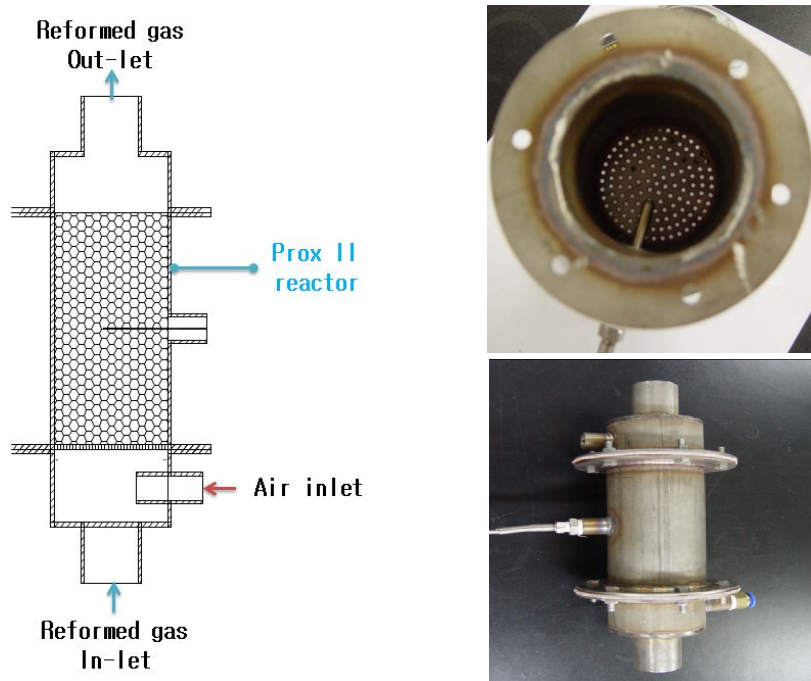 Reformed gas
Out-let
Prox II
reactor
Air inlet
Reformed gas
In-let